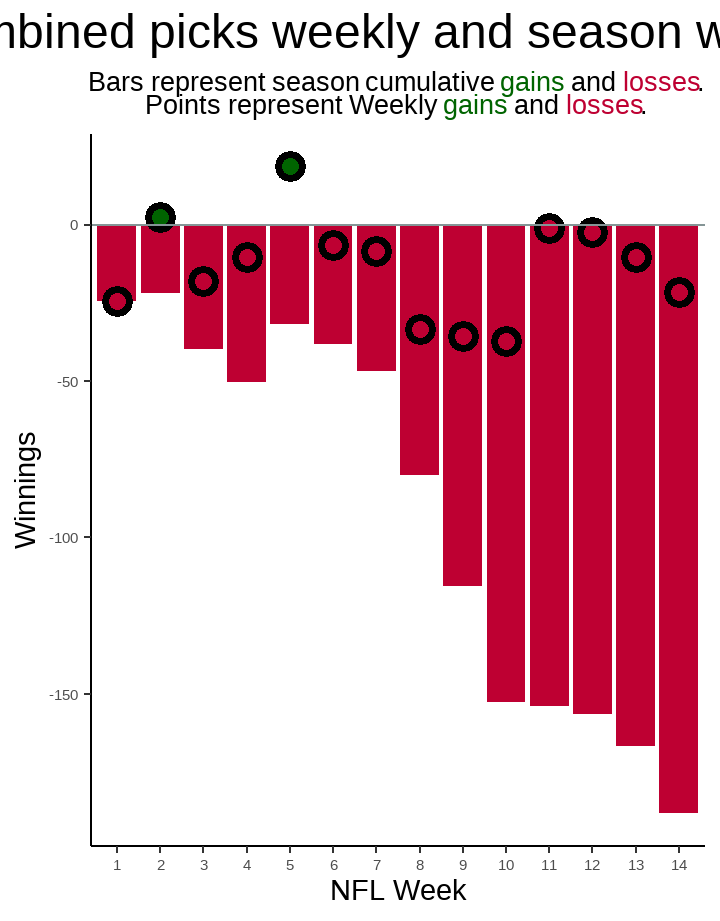 mbined picks weekly and season w
Bars represent season cumulative gains and losses.
Points represent Weekly gains and losses.
Winnings
0
-50
-100
-150
1 2 3 4 5 6 7 8 9 10 11 12 13 14
NFL Week